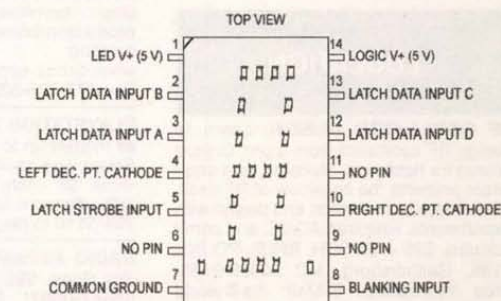 TOP VIEW
1 14
LED V+ (5 V) LOGIC V+ (5 V)
2 13
LATCH DATA INPUT B LATCH DATA INPUT C
3 12
LATCH DATA INPUT A LATCH DATA INPUT D
4 11
LEFT DEC. PT. CATHODE NO PIN
5 10
LATCH STROBE INPUT RIGHT DEC. PT. CATHODE
6 9
NO PIN NO PIN
7 8
COMMON GROUND BLANKING INPUT